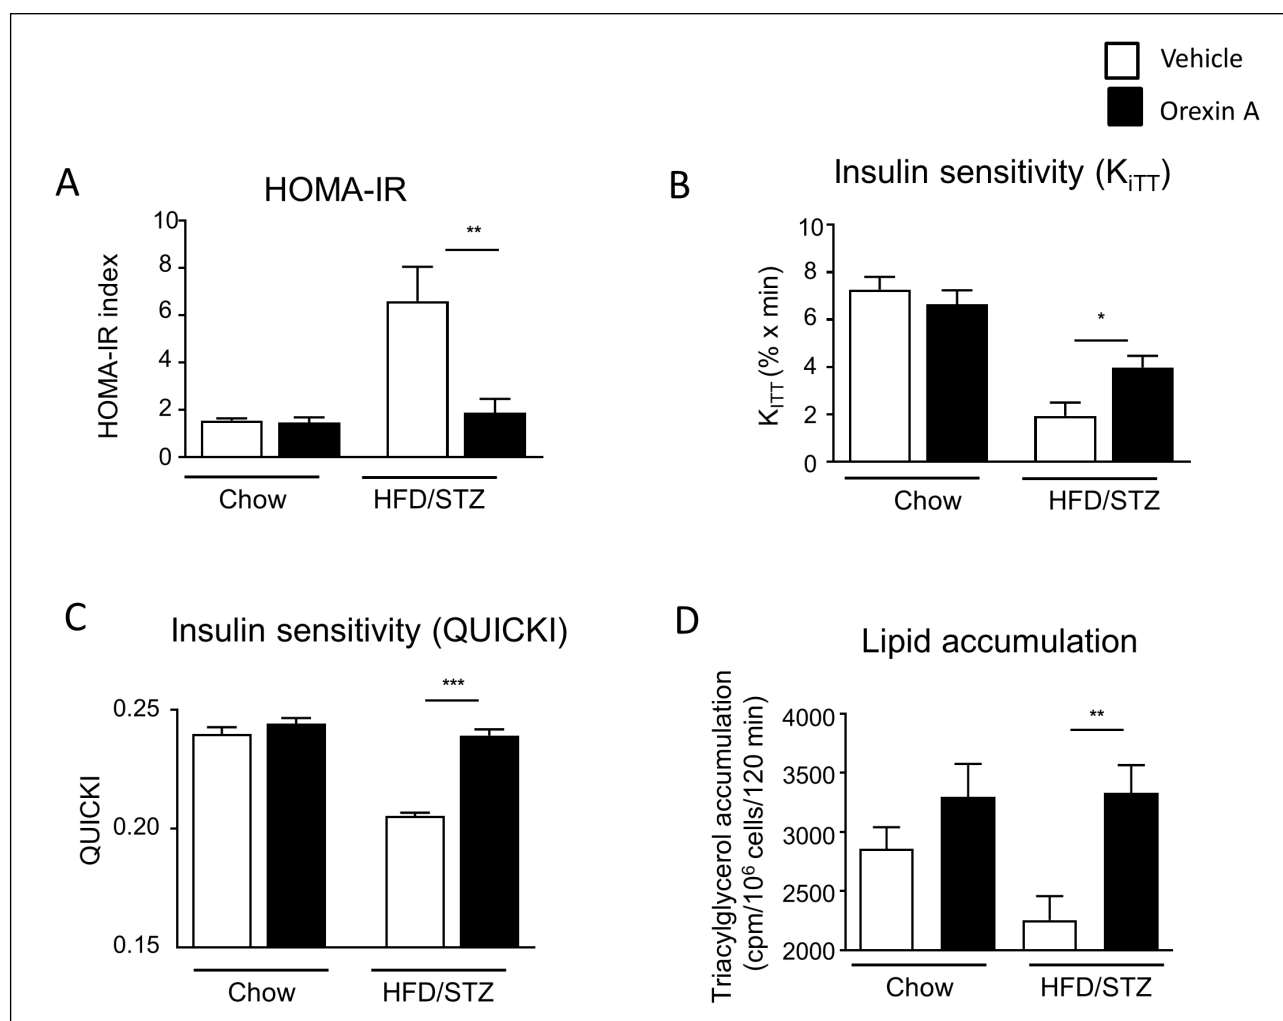 Vehicle
Orexin A
A
HOMA-IR
HOMA-IR index
10
8
6
4
2
0
**
Chow
HFD/STZ
B
Insulin sensitivity (KiTT)
KITT (% x min)
10
8
6
4
2
0
*
Chow
HFD/STZ
C
Insulin sensitivity (QUICKI)
QUICKI
0.25
0.20
0.15
***
Chow
HFD/STZ
D
Lipid accumulation
Triacylglycerol accumulation
(cpm/10⁶ cells/120 min)
4000
3500
3000
2500
2000
**
Chow
HFD/STZ